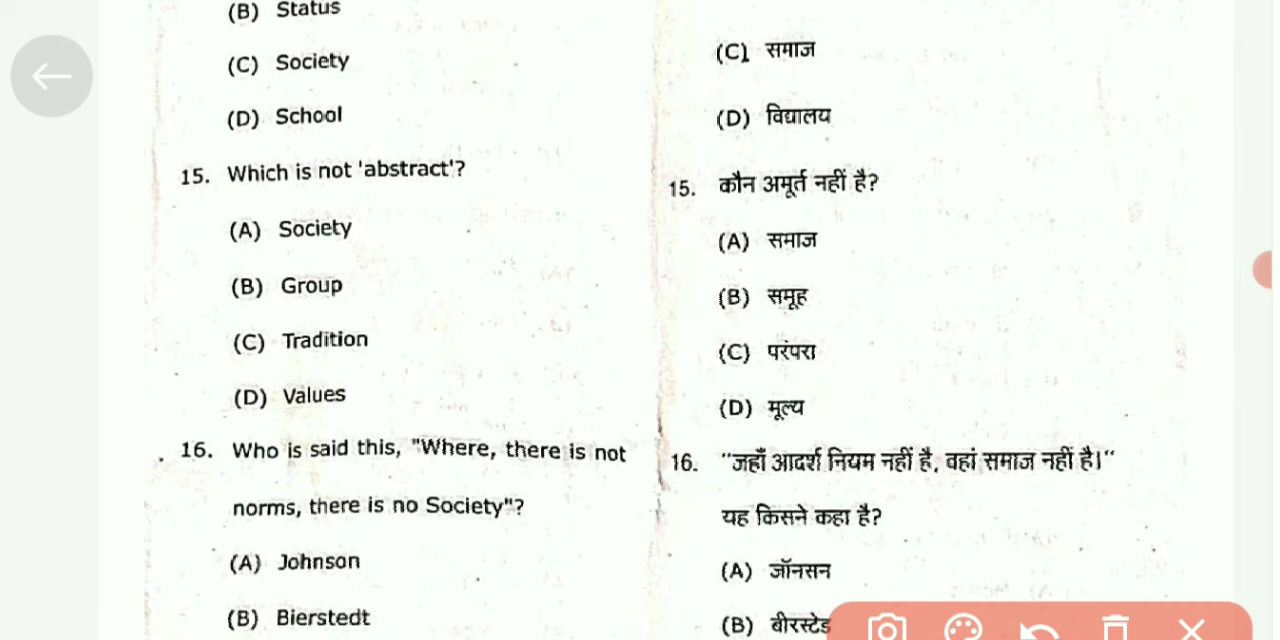 (B) Status
(C) Society
(D) School
15. Which is not 'abstract'?
(A) Society
(B) Group
(C) Tradition
(D) Values
16. Who is said this, "Where, there is not
norms, there is no Society"?
(A) Johnson
(B) Bierstedt
(C) समाज
(D) विद्यालय
15. कौन अमूर्त नहीं है?
(A) समाज
(B) समूह
(C) परंपरा
(D) मूल्य
16. "जहाँ आदर्श नियम नहीं है, वहां समाज नहीं है।"
यह किसने कहा है?
(A) जॉनसन
(B) बीरस्टेड